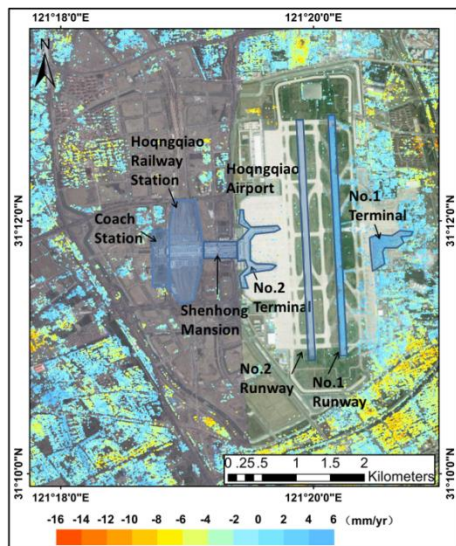 121°18'0"E 121°20'0"E
N
Hoqngqiao
Railway
Station
Hoqngqiao
Airport
No.1
Terminal
Coach
Station
31°12'0"N
31°12'0"N
No.2
Terminal
Shenhong
Mansion
No.2
Runway
No.1
Runway
0 .25.5 1 1.5 2
Kilometers
31°10'0"N
31°10'0"N
121°18'0"E 121°20'0"E
-16 -14 -12 -10 -8 -6 -4 -2 0 2 4 6 (mm/yr)